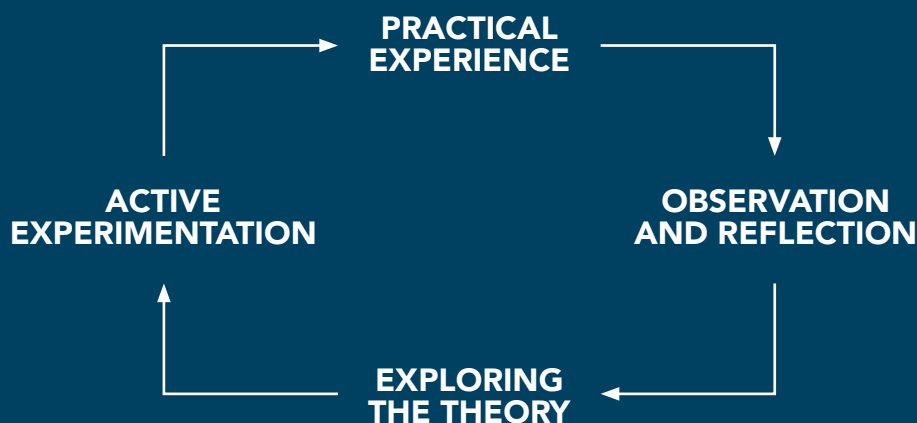 PRACTICAL
EXPERIENCE
ACTIVE
EXPERIMENTATION
OBSERVATION
AND REFLECTION
EXPLORING
THE THEORY